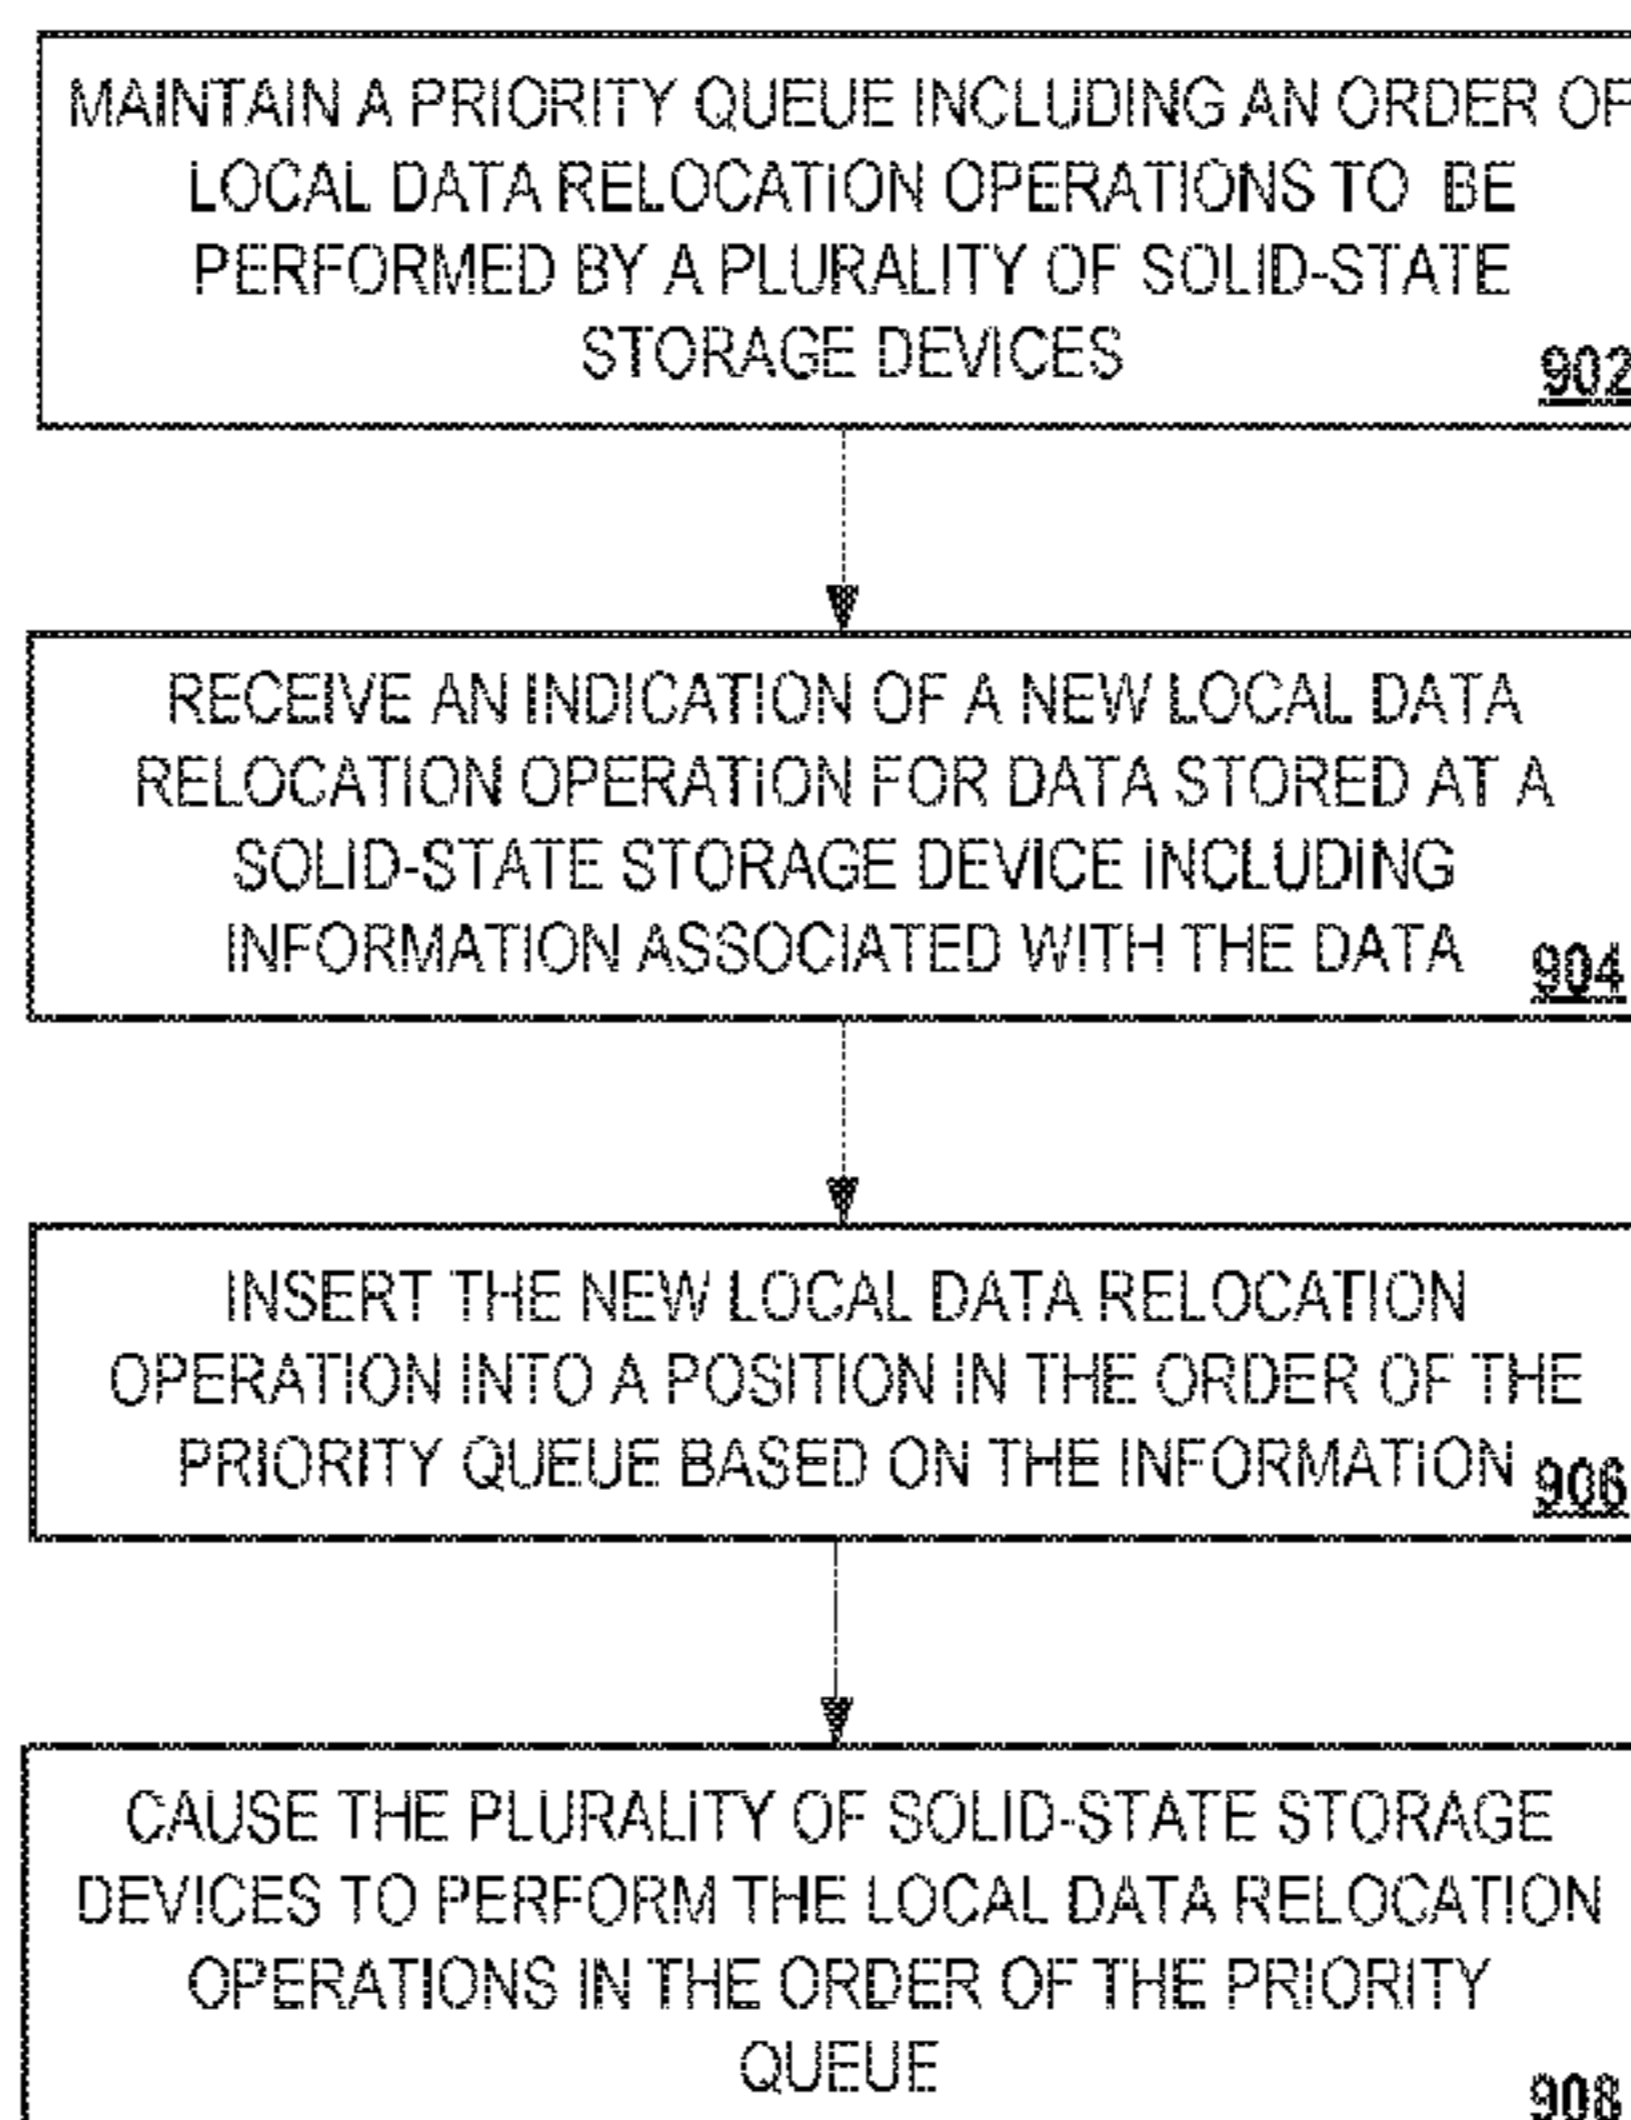 MAINTAIN A PRIORITY QUEUE INCLUDING AN ORDER OF
LOCAL DATA RELOCATION OPERATIONS TO BE
PERFORMED BY A PLURALITY OF SOLID-STATE
STORAGE DEVICES
902
RECEIVE AN INDICATION OF A NEW LOCAL DATA
RELOCATION OPERATION FOR DATA STORED AT A
SOLID-STATE STORAGE DEVICE INCLUDING
INFORMATION ASSOCIATED WITH THE DATA
904
INSERT THE NEW LOCAL DATA RELOCATION
OPERATION INTO A POSITION IN THE ORDER OF THE
PRIORITY QUEUE BASED ON THE INFORMATION
906
CAUSE THE PLURALITY OF SOLID-STATE STORAGE
DEVICES TO PERFORM THE LOCAL DATA RELOCATION
OPERATIONS IN THE ORDER OF THE PRIORITY
QUEUE
908